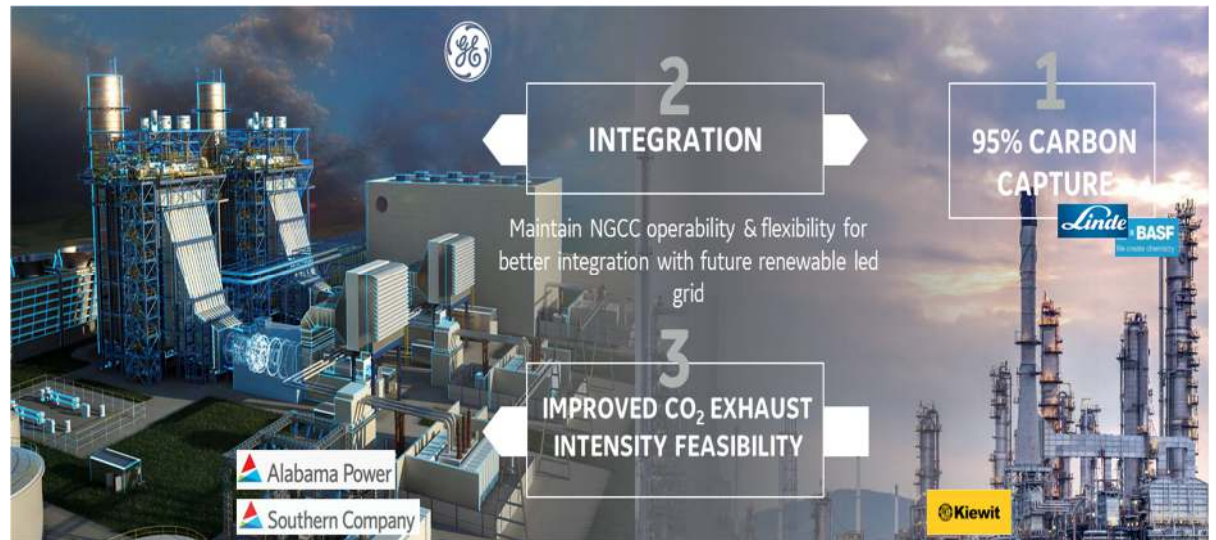 GE
2
INTEGRATION
Maintain NGCC operability & flexibility for
better integration with future renewable led
grid
1
95% CARBON
CAPTURE
Linde
BASF
We create chemistry
3
IMPROVED CO₂ EXHAUST
INTENSITY FEASIBILITY
Alabama Power
Southern Company
Kiewit